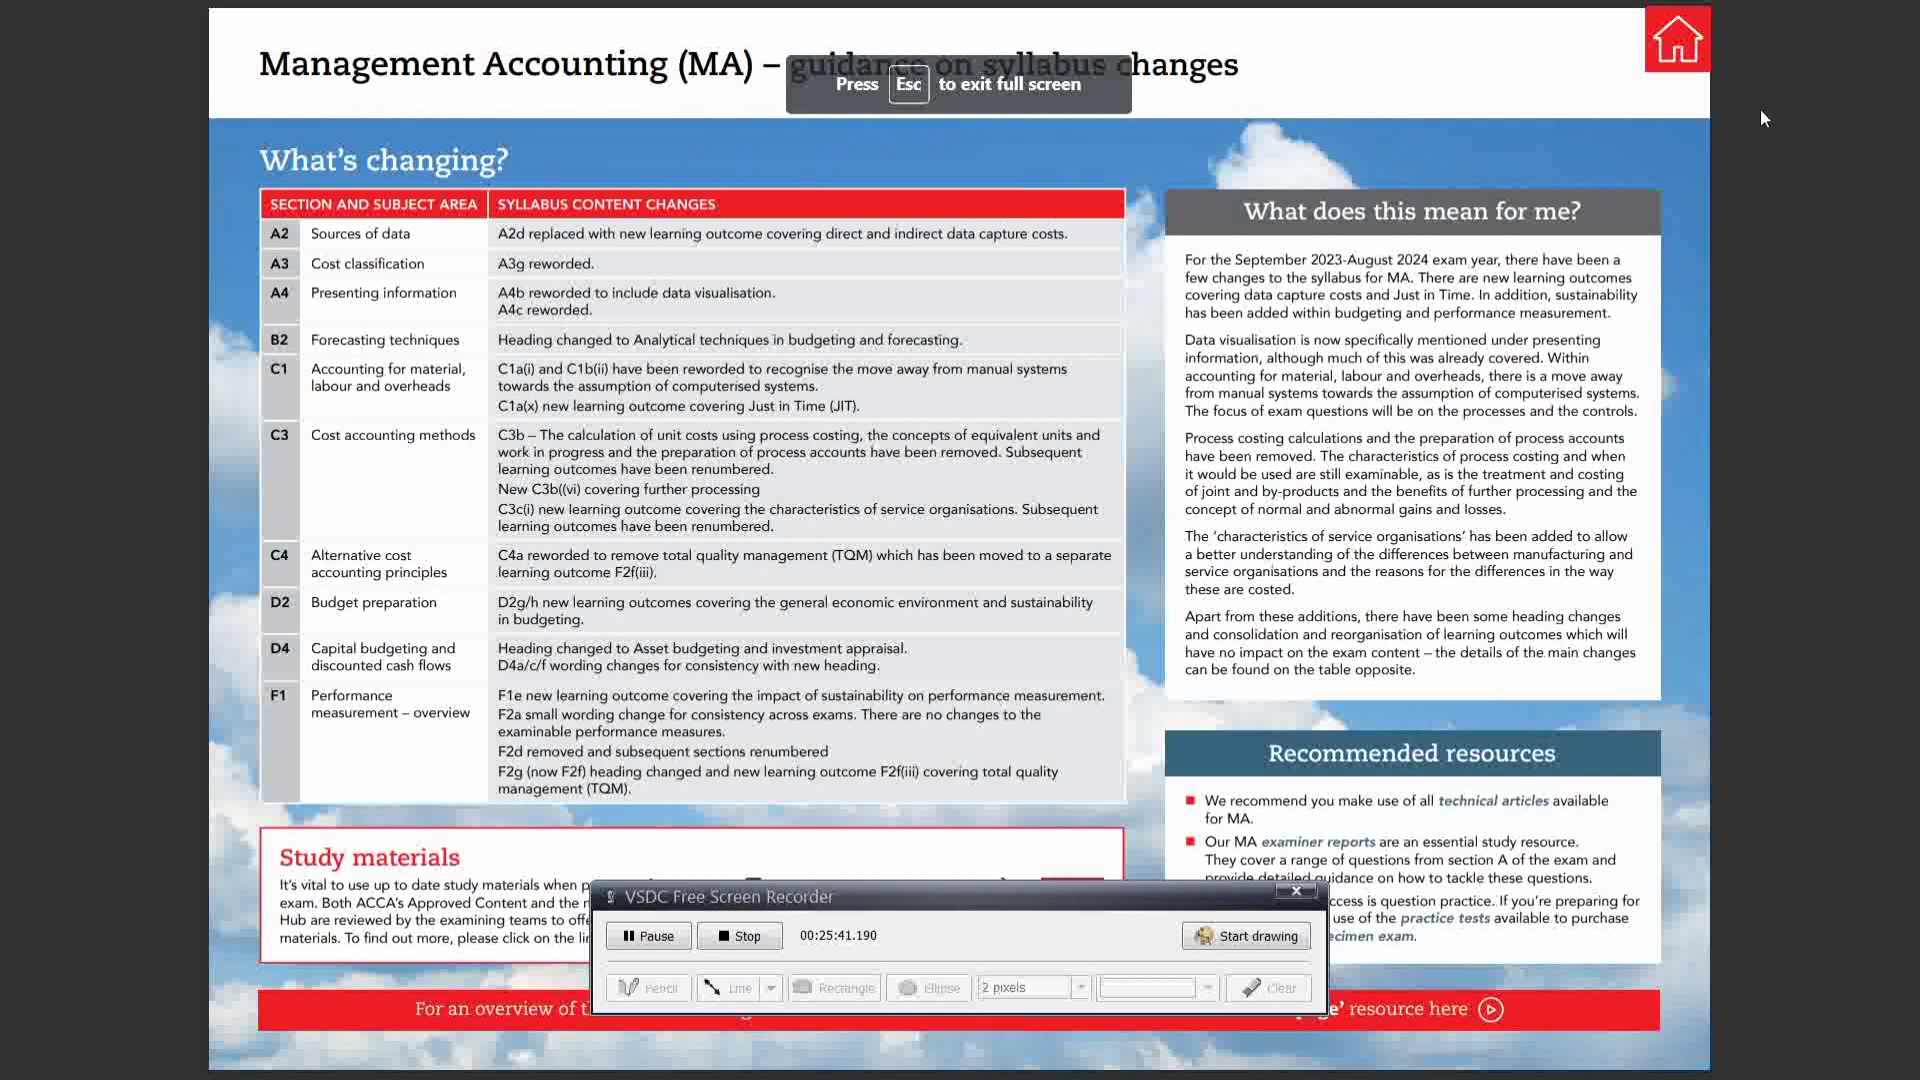 Management Accounting (MA) – guidance on syllabus changes
Press Esc to exit full screen
What's changing?
SECTION AND SUBJECT AREA SYLLABUS CONTENT CHANGES
A2 Sources of data A2d replaced with new learning outcome covering direct and indirect data capture costs.
A3 Cost classification A3g reworded.
A4 Presenting information A4b reworded to include data visualisation.
A4c reworded.
B2 Forecasting techniques Heading changed to Analytical techniques in budgeting and forecasting.
C1 Accounting for material, C1a(i) and C1b(ii) have been reworded to recognise the move away from manual systems
labour and overheads towards the assumption of computerised systems.
C1a(x) new learning outcome covering Just in Time (JIT).
C3 Cost accounting methods C3b – The calculation of unit costs using process costing, the concepts of equivalent units and
work in progress and the preparation of process accounts have been removed. Subsequent
learning outcomes have been renumbered.
New C3b((vi) covering further processing
C3c(i) new learning outcome covering the characteristics of service organisations. Subsequent
learning outcomes have been renumbered.
C4 Alternative cost C4a reworded to remove total quality management (TQM) which has been moved to a separate
accounting principles learning outcome F2f(iii).
D2 Budget preparation D2g/h new learning outcomes covering the general economic environment and sustainability
in budgeting.
D4 Capital budgeting and Heading changed to Asset budgeting and investment appraisal.
discounted cash flows D4a/c/f wording changes for consistency with new heading.
F1 Performance F1e new learning outcome covering the impact of sustainability on performance measurement.
measurement – overview F2a small wording change for consistency across exams. There are no changes to the
examinable performance measures.
F2d removed and subsequent sections renumbered
F2g (now F2f) heading changed and new learning outcome F2f(iii) covering total quality
management (TQM).
What does this mean for me?
For the September 2023-August 2024 exam year, there have been a
few changes to the syllabus for MA. There are new learning outcomes
covering data capture costs and Just in Time. In addition, sustainability
has been added within budgeting and performance measurement.
Data visualisation is now specifically mentioned under presenting
information, although much of this was already covered. Within
accounting for material, labour and overheads, there is a move away
from manual systems towards the assumption of computerised systems.
The focus of exam questions will be on the processes and the controls.
Process costing calculations and the preparation of process accounts
have been removed. The characteristics of process costing and when
it would be used are still examinable, as is the treatment and costing
of joint and by-products and the benefits of further processing and the
concept of normal and abnormal gains and losses.
The ‘characteristics of service organisations’ has been added to allow
a better understanding of the differences between manufacturing and
service organisations and the reasons for the differences in the way
these are costed.
Apart from these additions, there have been some heading changes
and consolidation and reorganisation of learning outcomes which will
have no impact on the exam content – the details of the main changes
can be found on the table opposite.
Recommended resources
We recommend you make use of all technical articles available
for MA.
Our MA examiner reports are an essential study resource.
They cover a range of questions from section A of the exam and
provide detailed guidance on how to tackle these questions.
is question practice. If you're preparing for
use of the practice tests available to purchase
exam.
Study materials
It's vital to use up to date study materials when
exam. Both ACCA's Approved Content and the
Hub are reviewed by the examining teams to
materials. To find out more, please click on the
VSDC Free Screen Recorder
Pause Stop 00:25:41.190 Start drawing
Pencil Line Rectangle Ellipse 2 pixels Clear
For an overview of resource here